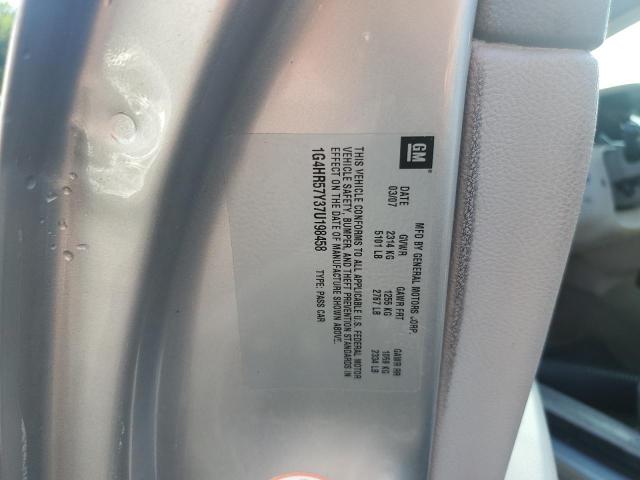 GM
MFD BY GENERAL MOTORS CORP.
DATE GVWR GAWR FRT GAWR RR
03/07 2314 KG 1255 KG 1059 KG
5101 LB 2767 LB 2334 LB
THIS VEHICLE CONFORMS TO ALL APPLICABLE U.S. FEDERAL MOTOR
VEHICLE SAFETY, BUMPER, AND THEFT PREVENTION STANDARDS IN
EFFECT ON THE DATE OF MANUFACTURE SHOWN ABOVE.
1G4HR57Y37U198458 TYPE: PASS CAR